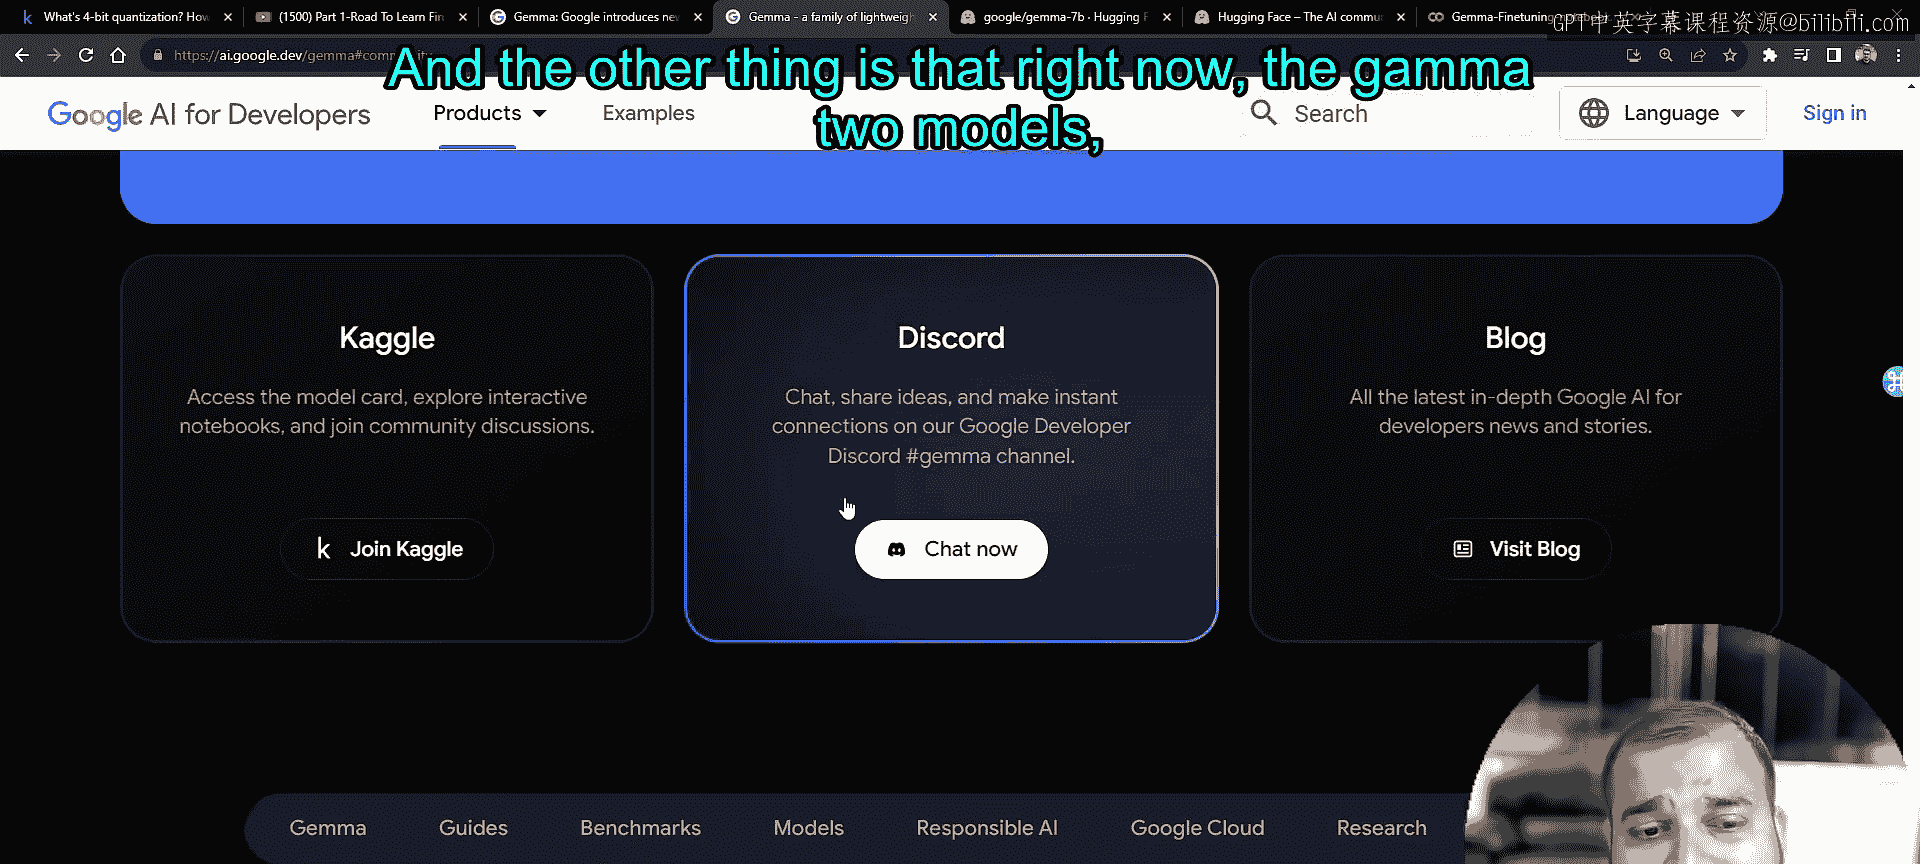 What's 4-bit quantization? How
(1500) Part 1-Road To Learn Fin
Gemma: Google introduces new
Gemma - a family of lightweigh
google/gemma-7b · Hugging F
Hugging Face – The AI commu
Gemma-Finetuning
GPT中英字幕课程资源@bilibili.com
https://ai.google.dev/gemma#community
And the other thing is that right now, the gamma
two models,
Google AI for Developers
Products
Examples
Search
Language
Sign in
Kaggle
Access the model card, explore interactive
notebooks, and join community discussions.
Join Kaggle
Discord
Chat, share ideas, and make instant
connections on our Google Developer
Discord #gemma channel.
Chat now
Blog
All the latest in-depth Google AI for
developers news and stories.
Visit Blog
Gemma
Guides
Benchmarks
Models
Responsible AI
Google Cloud
Research